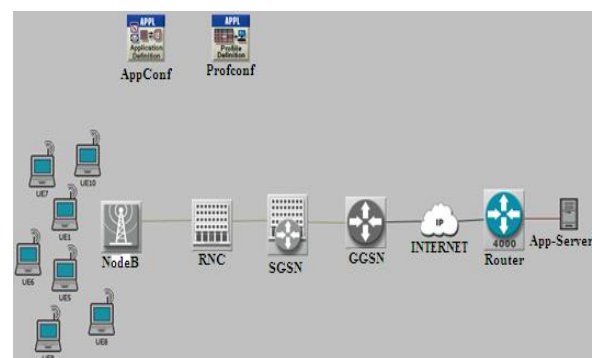 APPL
Application
Definition
AppConf
APPL
Profile
Definition
Profconf
UE7
UE10
UE1
UE6
UE5
UE8
NodeB
RNC
SGSN
GGSN
IP
INTERNET
4000
Router
App-Server